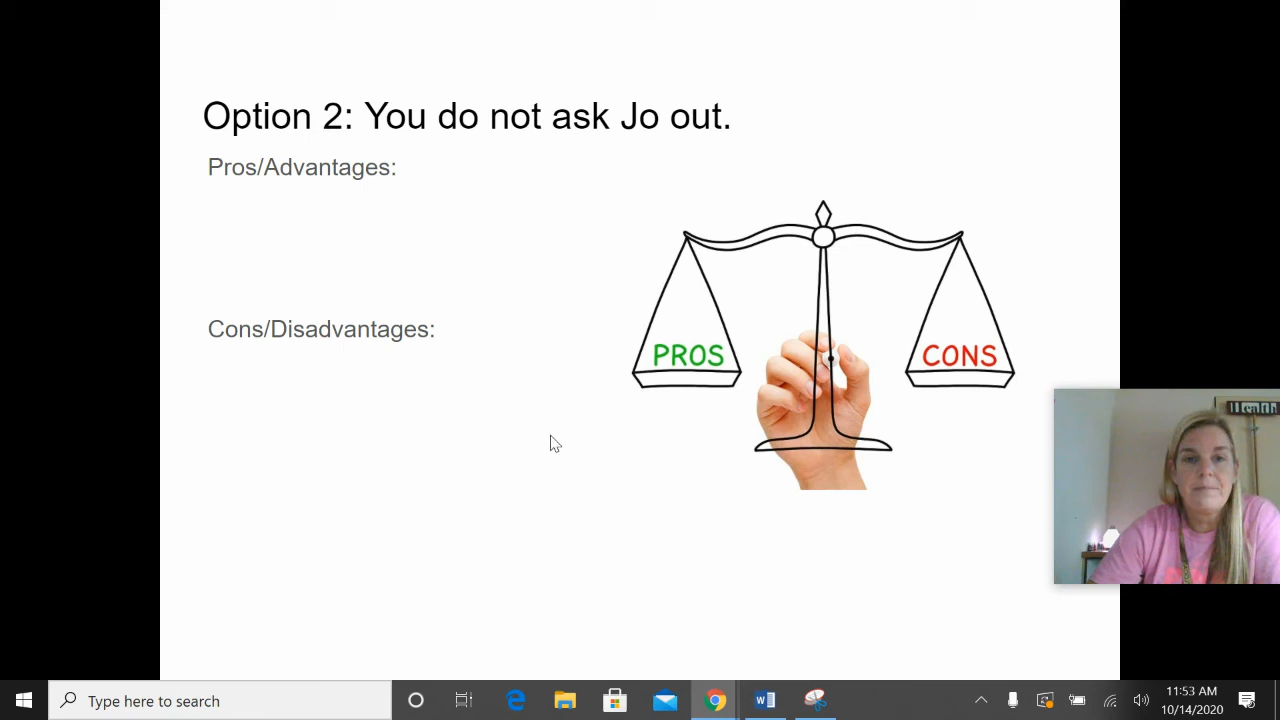 Option 2: You do not ask Jo out.
Pros/Advantages:
Cons/Disadvantages:
PROS
CONS
Health
Type here to search
11:53 AM
10/14/2020